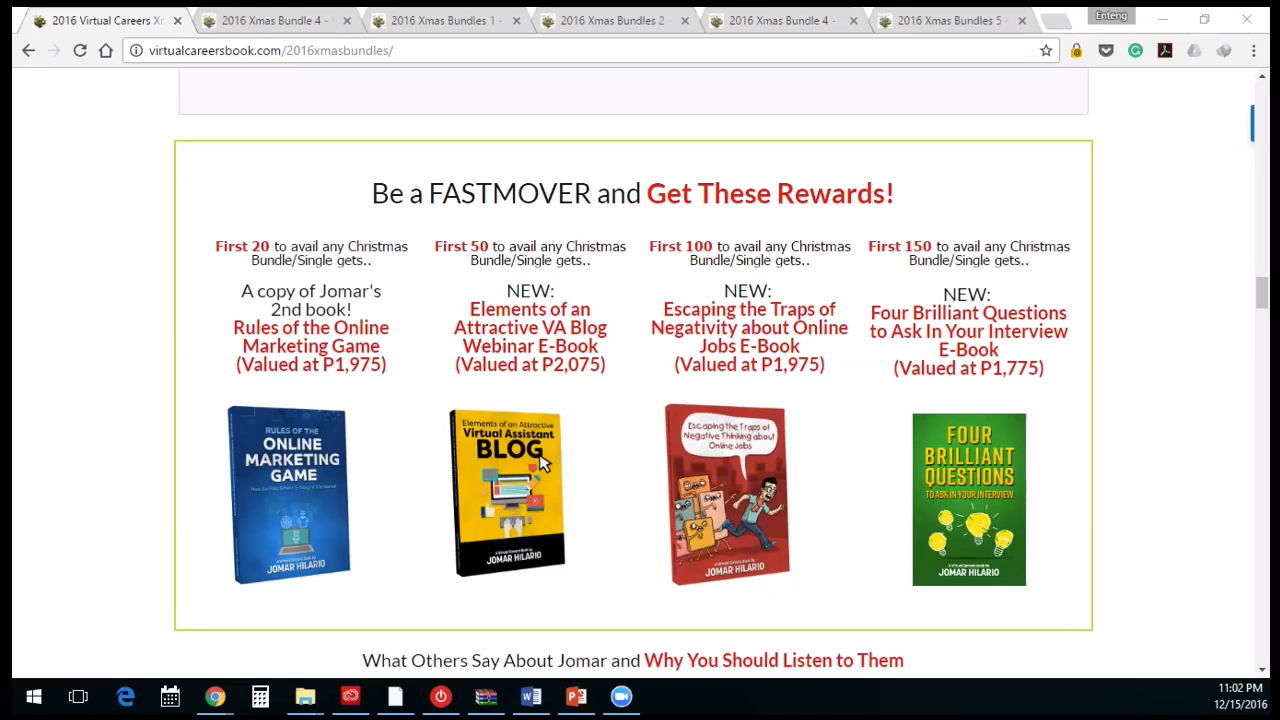 2016 Virtual Careers Xn
2016 Xmas Bundle 4 -
2016 Xmas Bundles 1 -
2016 Xmas Bundles 2
2016 Xmas Bundle 4 -
2016 Xmas Bundles 5 -
Enteng
virtualcareersbook.com/2016xmasbundles/
Be a FASTMOVER and Get These Rewards!
First 20 to avail any Christmas
Bundle/Single gets..
A copy of Jomar's
2nd book!
Rules of the Online
Marketing Game
(Valued at P1,975)
RULES OF THE
ONLINE
MARKETING
GAME
JOMAR HILARIO
First 50 to avail any Christmas
Bundle/Single gets..
NEW:
Elements of an
Attractive VA Blog
Webinar E-Book
(Valued at P2,075)
Elements of an Attractive
Virtual Assistant
BLOG
JOMAR HILARIO
First 100 to avail any Christmas
Bundle/Single gets..
NEW:
Escaping the Traps of
Negativity about Online
Jobs E-Book
(Valued at P1,975)
Escaping the Traps of
Negative Thinking about
Online Jobs
JOMAR HILARIO
First 150 to avail any Christmas
Bundle/Single gets..
NEW:
Four Brilliant Questions
to Ask In Your Interview
E-Book
(Valued at P1,775)
FOUR
BRILLIANT
QUESTIONS
TO ASK IN YOUR INTERVIEW
JOMAR HILARIO
What Others Say About Jomar and Why You Should Listen to Them
11:02 PM
12/15/2016